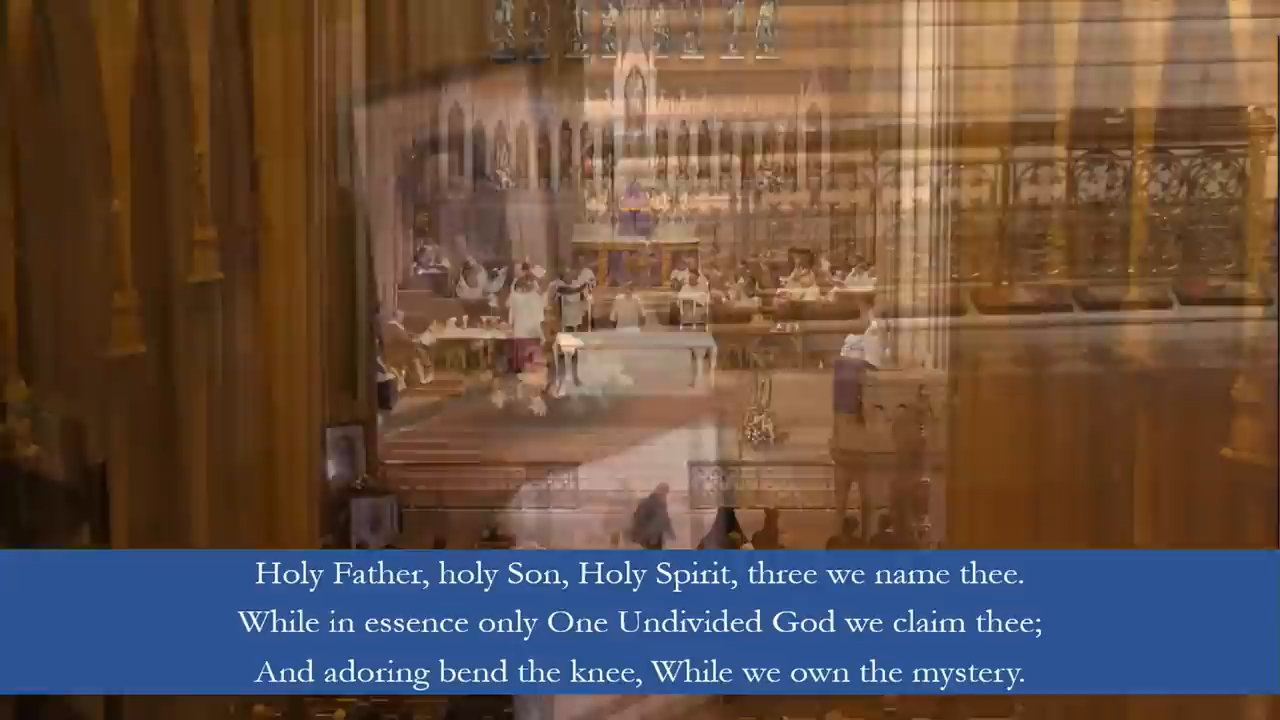 Holy Father, holy Son, Holy Spirit, three we name thee.
While in essence only One Undivided God we claim thee;
And adoring bend the knee, While we own the mystery.